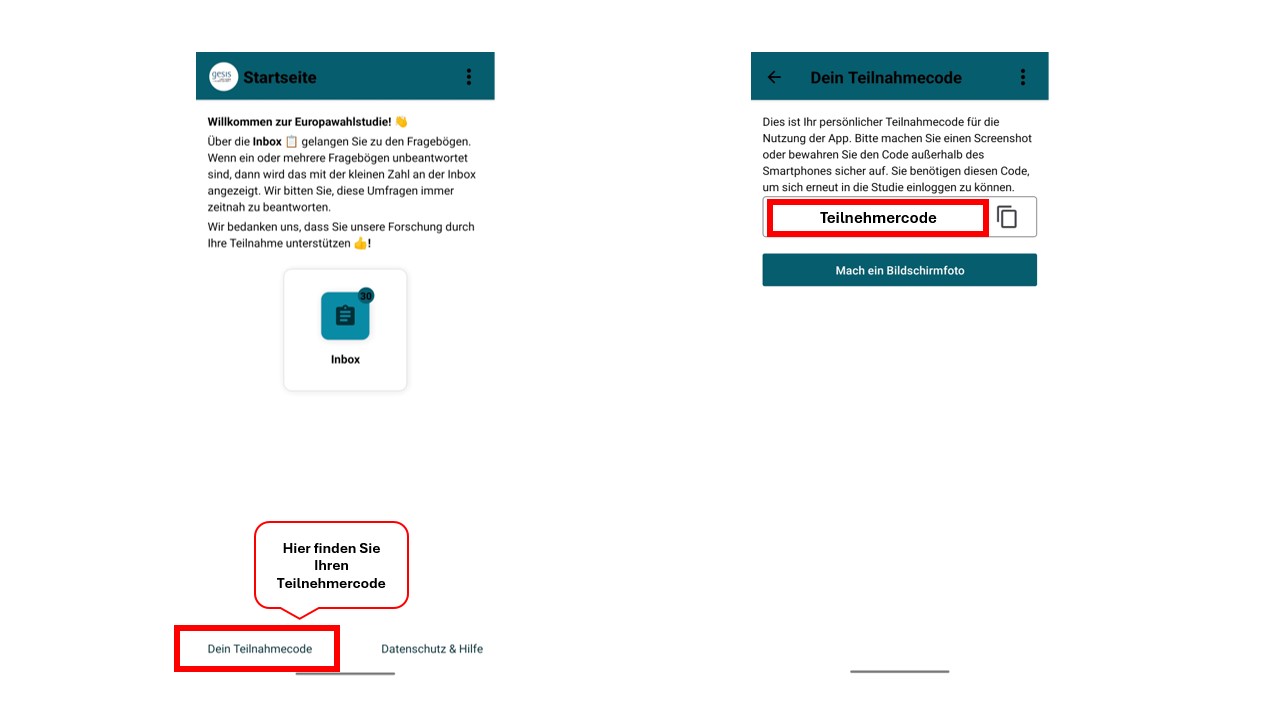 gesis
Startseite
Willkommen zur Europawahlstudie! 👋
Über die Inbox 📋 gelangen Sie zu den Fragebögen.
Wenn ein oder mehrere Fragebögen unbeantwortet
sind, dann wird das mit der kleinen Zahl an der Inbox
angezeigt. Wir bitten Sie, diese Umfragen immer
zeitnah zu beantworten.
Wir bedanken uns, dass Sie unsere Forschung durch
Ihre Teilnahme unterstützen 👍!
30
Inbox
Hier finden Sie
Ihren
Teilnehmercode
Dein Teilnahmecode
Datenschutz & Hilfe
Dein Teilnahmecode
Dies ist Ihr persönlicher Teilnahmecode für die
Nutzung der App. Bitte machen Sie einen Screenshot
oder bewahren Sie den Code außerhalb des
Smartphones sicher auf. Sie benötigen diesen Code,
um sich erneut in die Studie einloggen zu können.
Teilnehmercode
Mach ein Bildschirmfoto